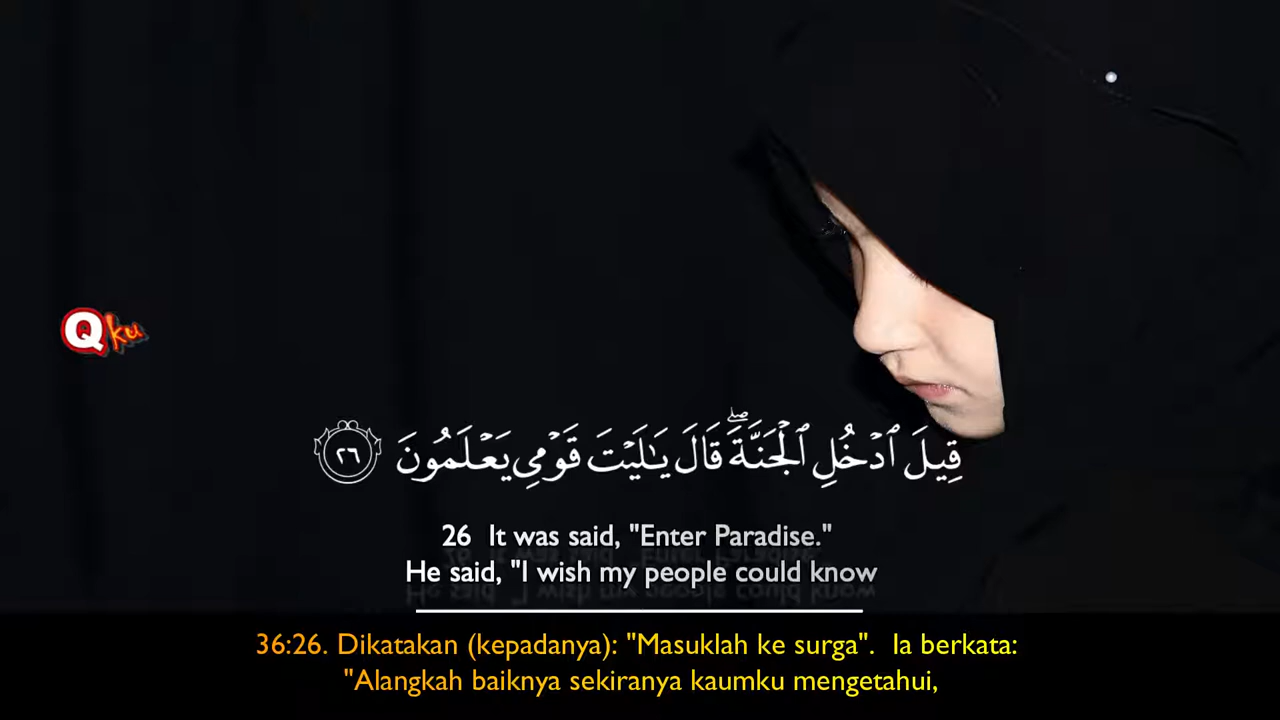 Qku
قِيلَ ٱدۡخُلِ ٱلۡجَنَّةَۖ قَالَ يَـٰلَيۡتَ قَوۡمِي يَعۡلَمُونَ ٢٦
26 It was said, "Enter Paradise."
He said, "I wish my people could know
36:26. Dikatakan (kepadanya): "Masuklah ke surga". Ia berkata:
"Alangkah baiknya sekiranya kaumku mengetahui,